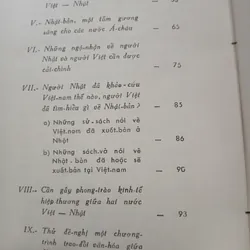 Việt — Nhật
V.- Nhật-bản, một tấm gương
sáng cho các nước Á-châu — 65
VI.- Những ngộ-nhận về người
Nhật và người Việt cần được
cải-chính — 75
VII.- Người Nhật đã khảo-cứu
Việt-nam thế nào, người Việt
đã tìm-hiểu gì về Nhật-bản ? — 85
a) Những từ-sách nói về
Việt.nam đã xuất.bản ở
Nhật — 86
b) Những sách.vở nói về
Nhật.bản đã hoặc sẽ
xuất.bản tại Việt.nam — 90
VIII.- Cần gây phong-trào kinh-tế
hiệp-thương giữa hai nước
Việt — Nhật — 93
IX.- Thử đề-nghị một chương-
trình trao-đổi văn-hóa giữa